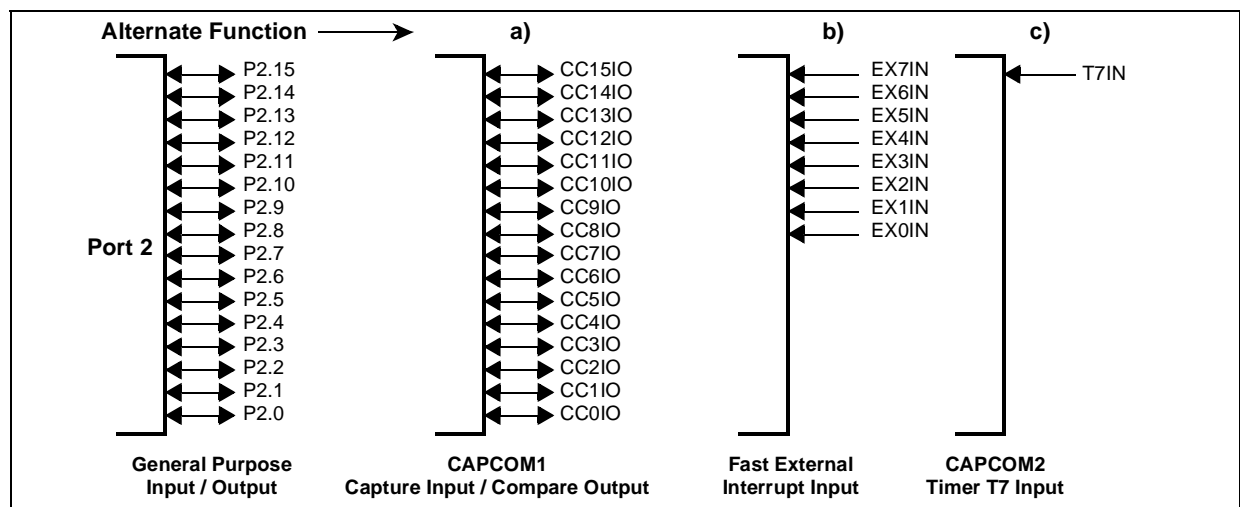 Alternate Function a) b) c)
P2.15 CC15IO EX7IN T7IN
P2.14 CC14IO EX6IN
P2.13 CC13IO EX5IN
P2.12 CC12IO EX4IN
P2.11 CC11IO EX3IN
P2.10 CC10IO EX2IN
P2.9 CC9IO EX1IN
P2.8 CC8IO EX0IN
Port 2
P2.7 CC7IO
P2.6 CC6IO
P2.5 CC5IO
P2.4 CC4IO
P2.3 CC3IO
P2.2 CC2IO
P2.1 CC1IO
P2.0 CC0IO
General Purpose CAPCOM1 Fast External CAPCOM2
Input / Output Capture Input / Compare Output Interrupt Input Timer T7 Input